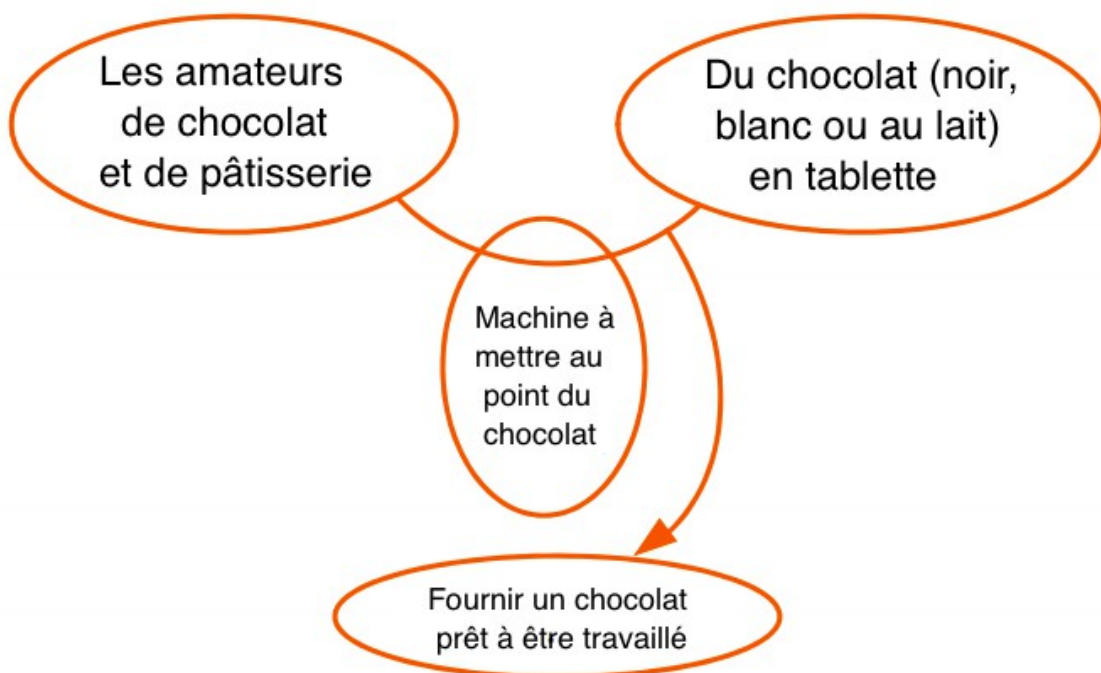 Les amateurs
de chocolat
et de pâtisserie
Du chocolat (noir,
blanc ou au lait)
en tablette
Machine à
mettre au
point du
chocolat
Fournir un chocolat
prêt à être travaillé